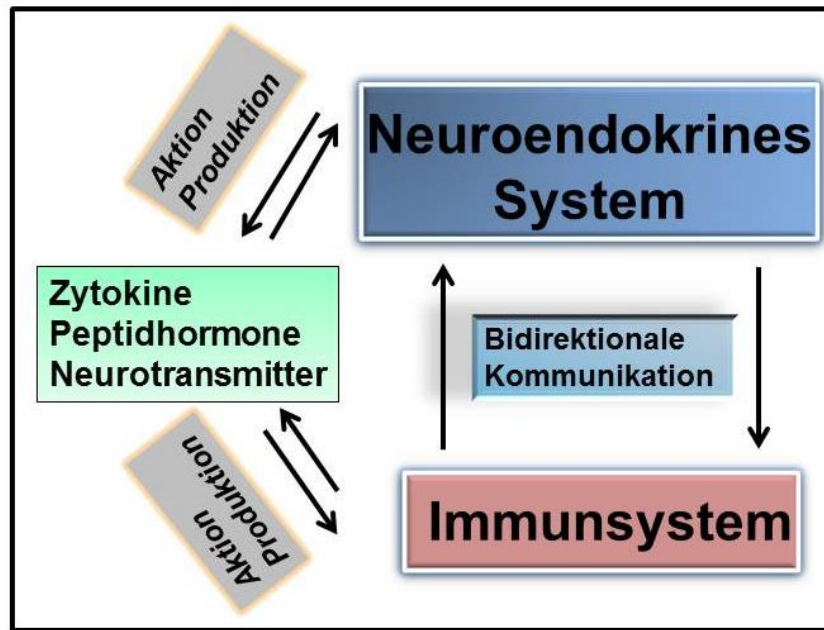 Aktion
Produktion
Neuroendokrines
System
Zytokine
Peptidhormone
Neurotransmitter
Bidirektionale
Kommunikation
Aktion
Produktion
Immunsystem